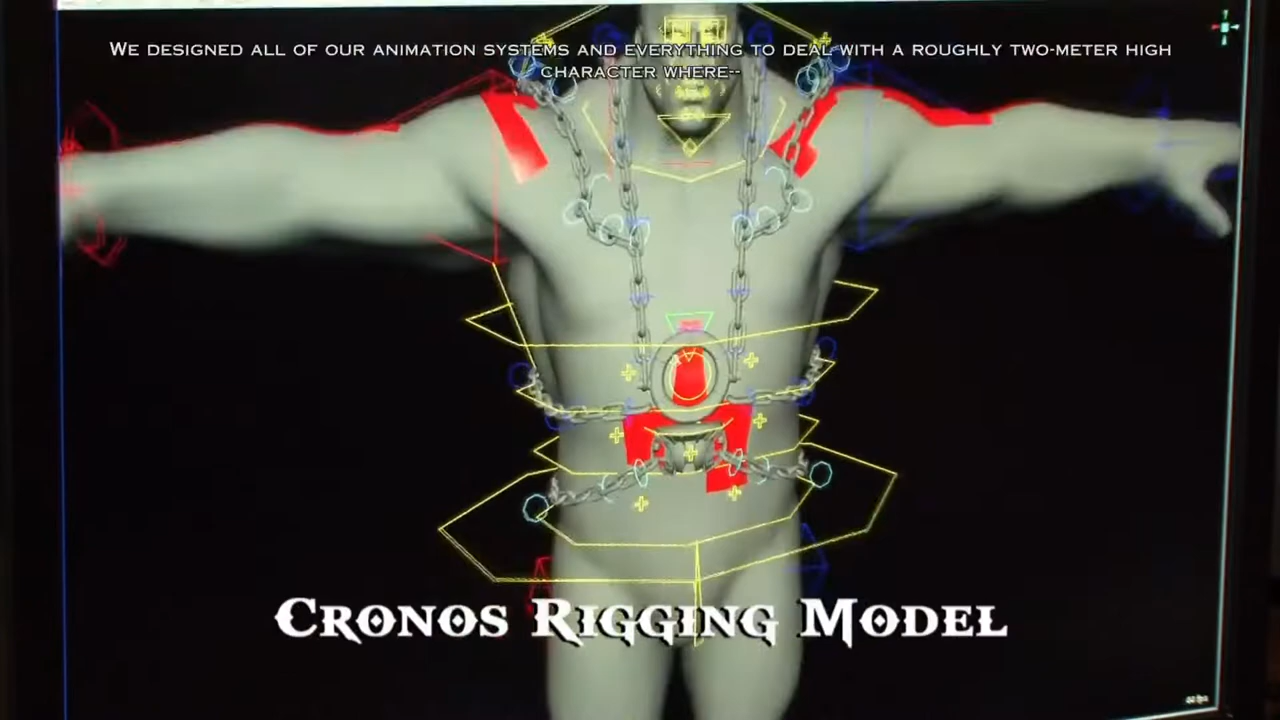 We designed all of our animation systems and everything to deal with a roughly two-meter high
character where--
Cronos Rigging Model